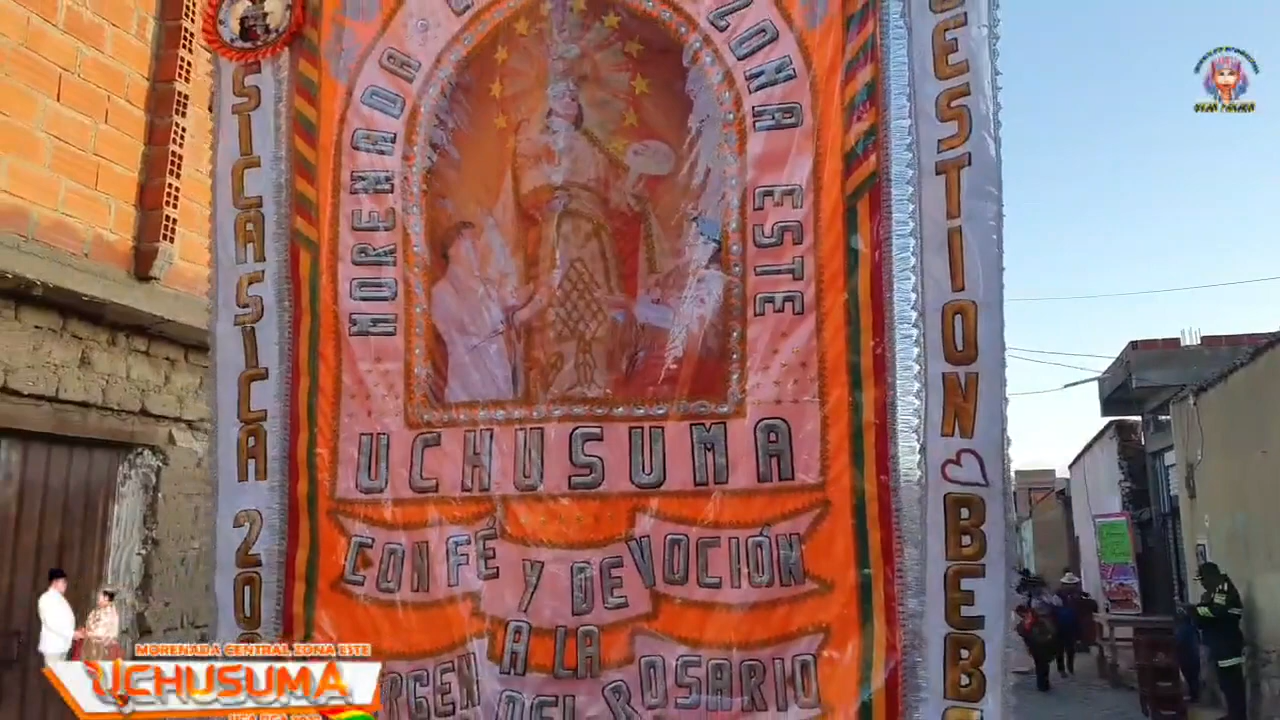 SICASICA 20
MORENADA
ZONA ESTE
UCHUSUMA
CON FÉ Y DEVOCIÓN
A LA
DEL ROSARIO
GESTION ♡ BEB
MORENADA CENTRAL ZONA ESTE
UCHUSUMA